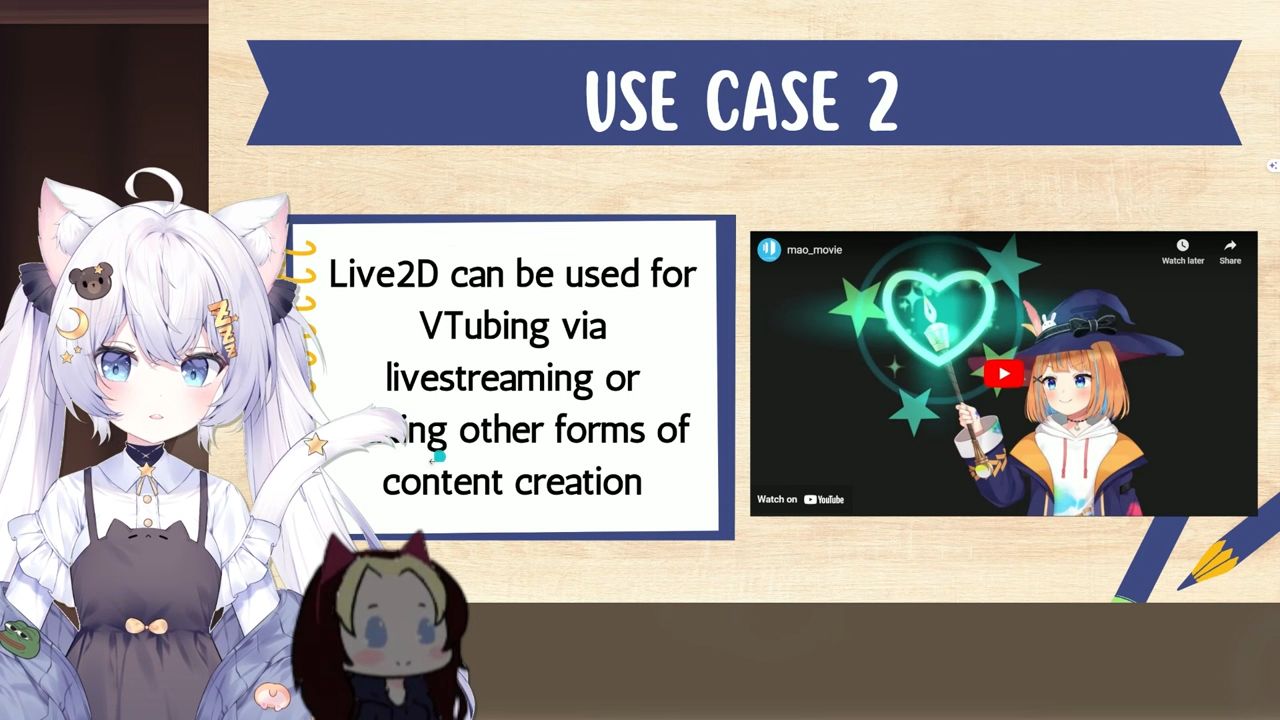 USE CASE 2
Live2D can be used for
VTubing via
livestreaming or
other forms of
content creation
mao_movie
Watch later
Share
Watch on YouTube
ZZZ